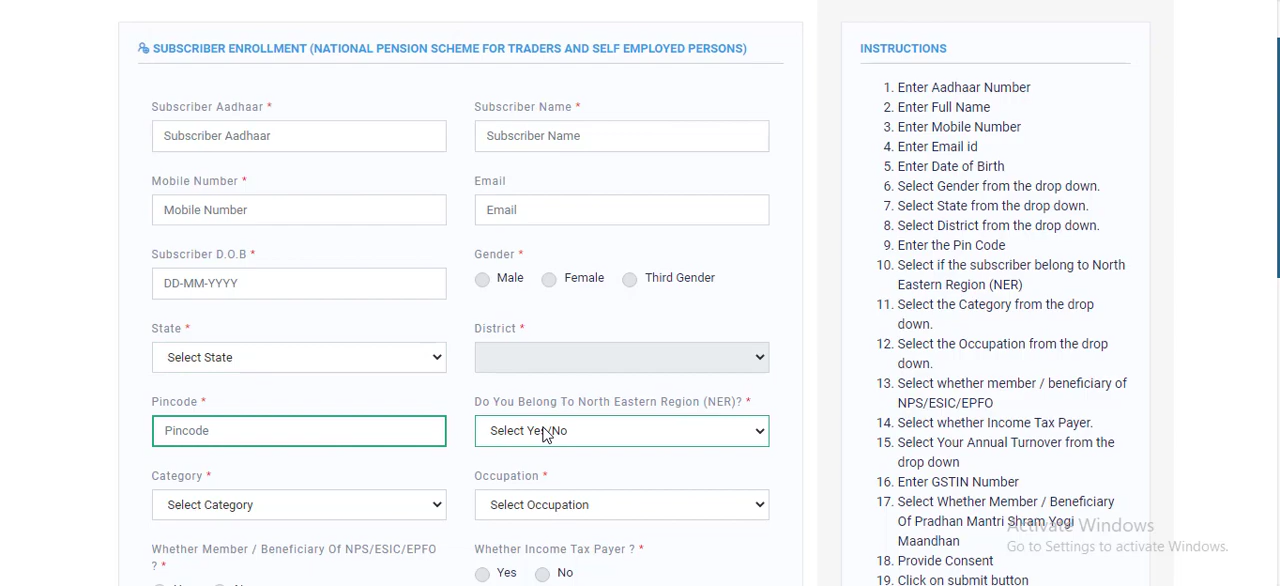 SUBSCRIBER ENROLLMENT (NATIONAL PENSION SCHEME FOR TRADERS AND SELF EMPLOYED PERSONS)
Subscriber Aadhaar *
Subscriber Name *
Subscriber Aadhaar
Subscriber Name
Mobile Number *
Email
Mobile Number
Email
Subscriber D.O.B *
Gender *
DD-MM-YYYY
Male
Female
Third Gender
State *
District *
Select State
Pincode *
Do You Belong To North Eastern Region (NER)? *
Pincode
Select Yes/No
Category *
Occupation *
Select Category
Select Occupation
Whether Member / Beneficiary Of NPS/ESIC/EPFO
? *
Whether Income Tax Payer ? *
Yes
No
INSTRUCTIONS
1. Enter Aadhaar Number
2. Enter Full Name
3. Enter Mobile Number
4. Enter Email id
5. Enter Date of Birth
6. Select Gender from the drop down.
7. Select State from the drop down.
8. Select District from the drop down.
9. Enter the Pin Code
10. Select if the subscriber belong to North
Eastern Region (NER)
11. Select the Category from the drop
down.
12. Select the Occupation from the drop
down.
13. Select whether member / beneficiary of
NPS/ESIC/EPFO
14. Select whether Income Tax Payer.
15. Select Your Annual Turnover from the
drop down
16. Enter GSTIN Number
17. Select Whether Member / Beneficiary
Of Pradhan Mantri Shram Yogi
Maandhan
18. Provide Consent
19. Click on submit button
Activate Windows
Go to Settings to activate Windows.